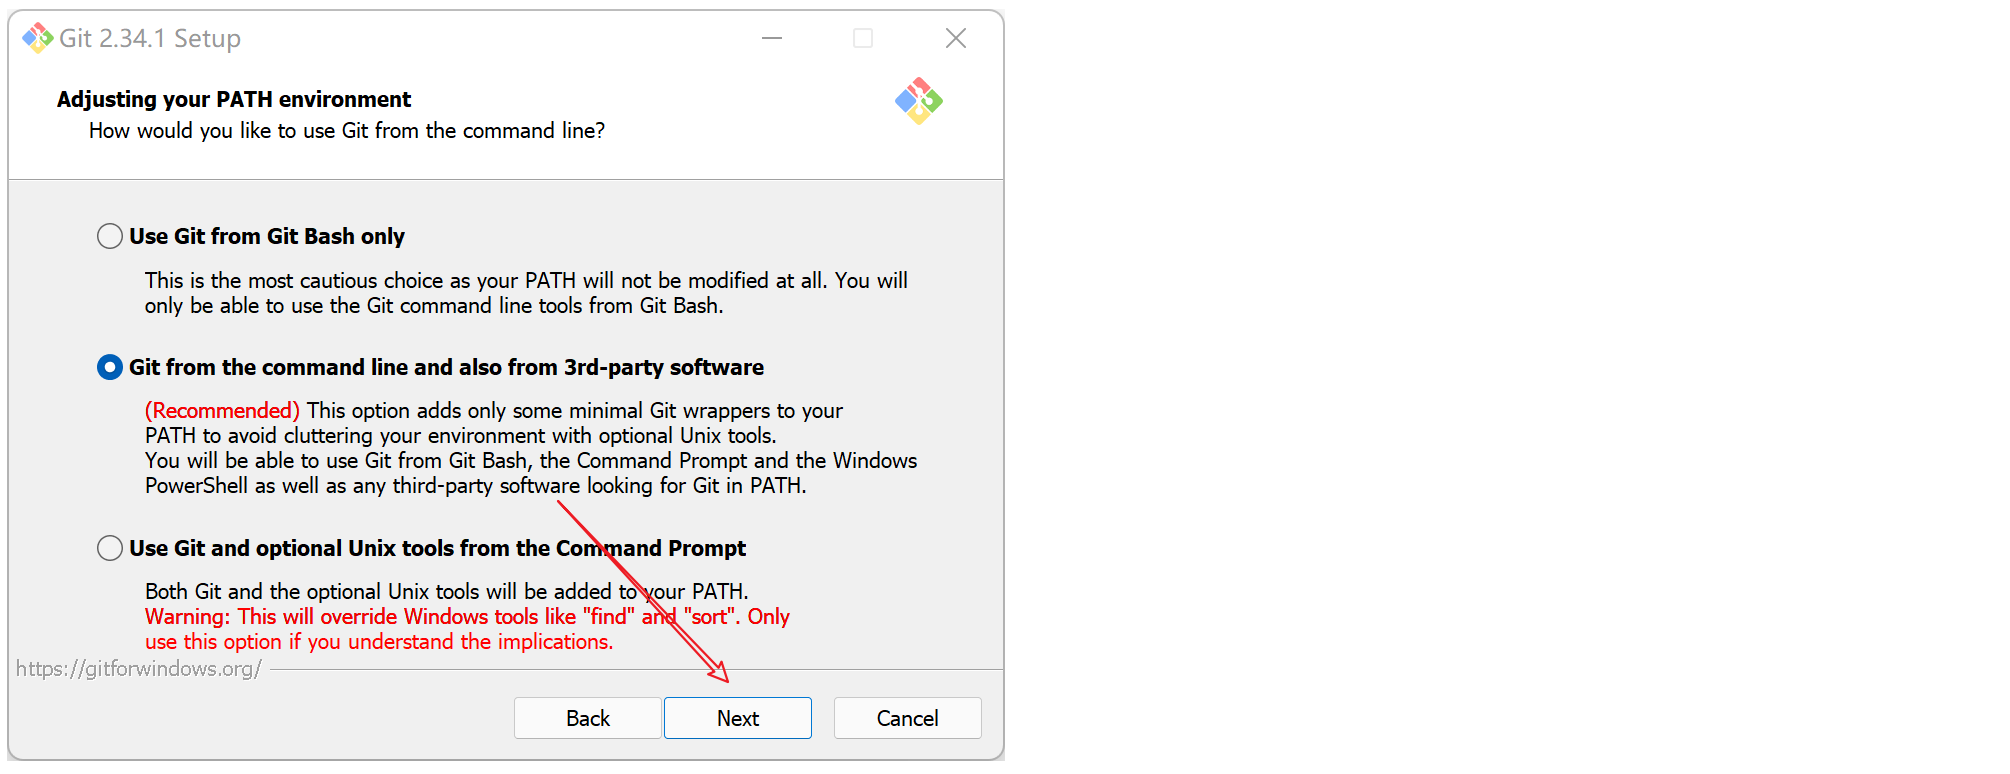 Git 2.34.1 Setup
Adjusting your PATH environment
How would you like to use Git from the command line?
Use Git from Git Bash only
This is the most cautious choice as your PATH will not be modified at all. You will
only be able to use the Git command line tools from Git Bash.
Git from the command line and also from 3rd-party software
(Recommended) This option adds only some minimal Git wrappers to your
PATH to avoid cluttering your environment with optional Unix tools.
You will be able to use Git from Git Bash, the Command Prompt and the Windows
PowerShell as well as any third-party software looking for Git in PATH.
Use Git and optional Unix tools from the Command Prompt
Both Git and the optional Unix tools will be added to your PATH.
Warning: This will override Windows tools like "find" and "sort". Only
use this option if you understand the implications.
https://gitforwindows.org/
Back Next Cancel